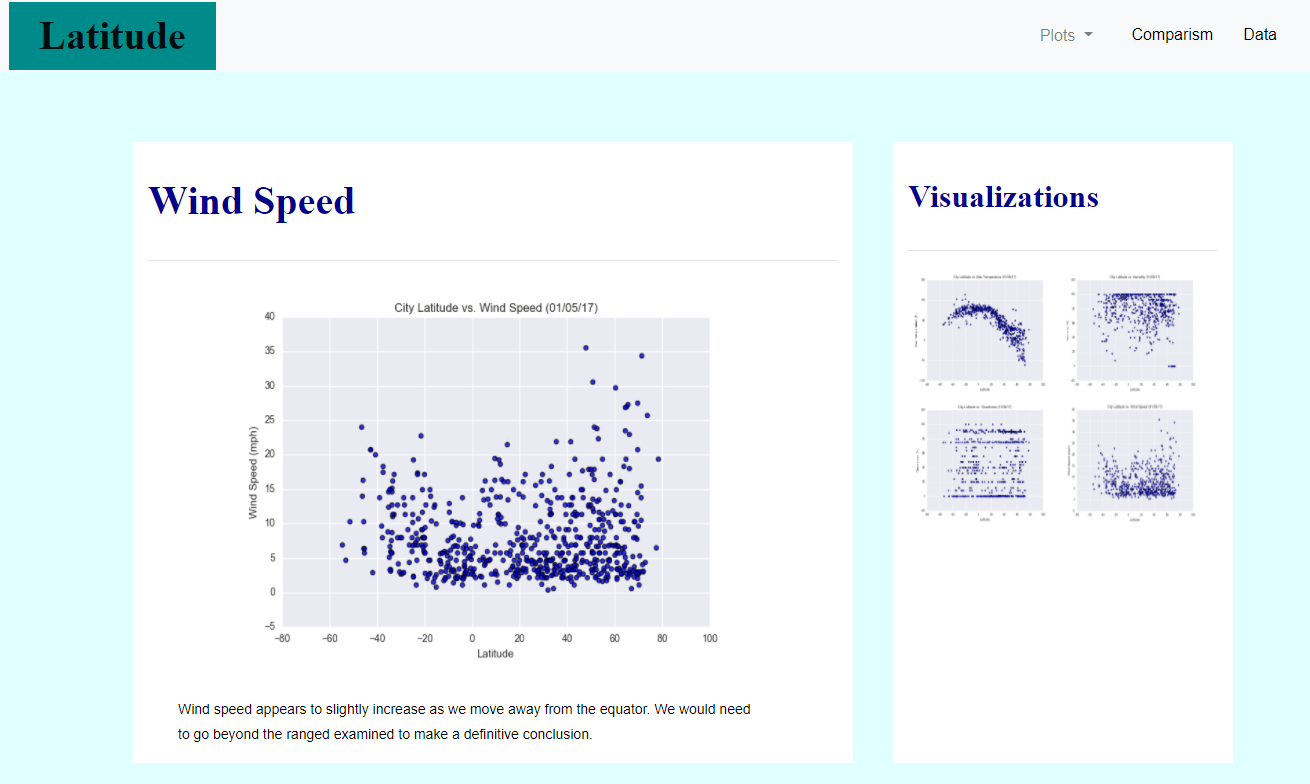 Latitude
Plots
Comparism
Data
Wind Speed
City Latitude vs. Wind Speed (01/05/17)
40
35
30
25
20
15
10
5
0
−5
Wind Speed (mph)
−80 −60 −40 −20 0 20 40 60 80 100
Latitude
Wind speed appears to slightly increase as we move away from the equator. We would need
to go beyond the ranged examined to make a definitive conclusion.
Visualizations